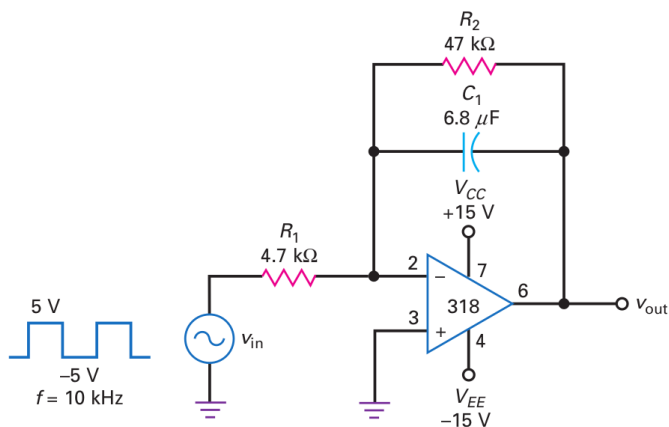 R2
47 kΩ
C1
6.8 μF
VCC
+15 V
R1
4.7 kΩ
2
7
−
318
6
vout
3
+
4
5 V
vin
−5 V
f = 10 kHz
VEE
−15 V